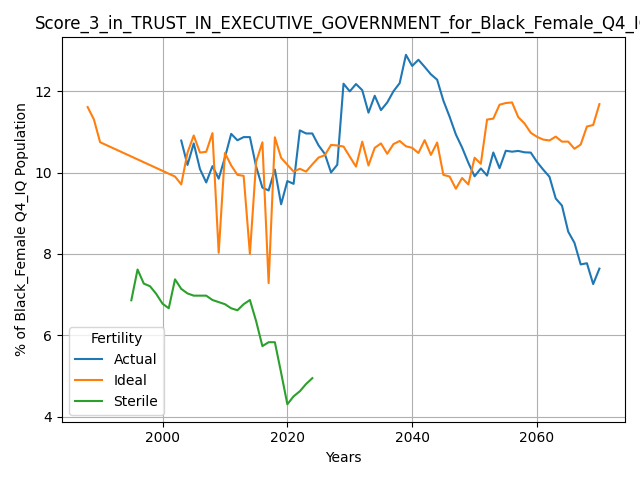 Score_3_in_TRUST_IN_EXECUTIVE_GOVERNMENT_for_Black_Female_Q4_IQ
% of Black_Female Q4_IQ Population
12
10
8
6
4
Fertility
Actual
Ideal
Sterile
2000
2020
2040
2060
Years